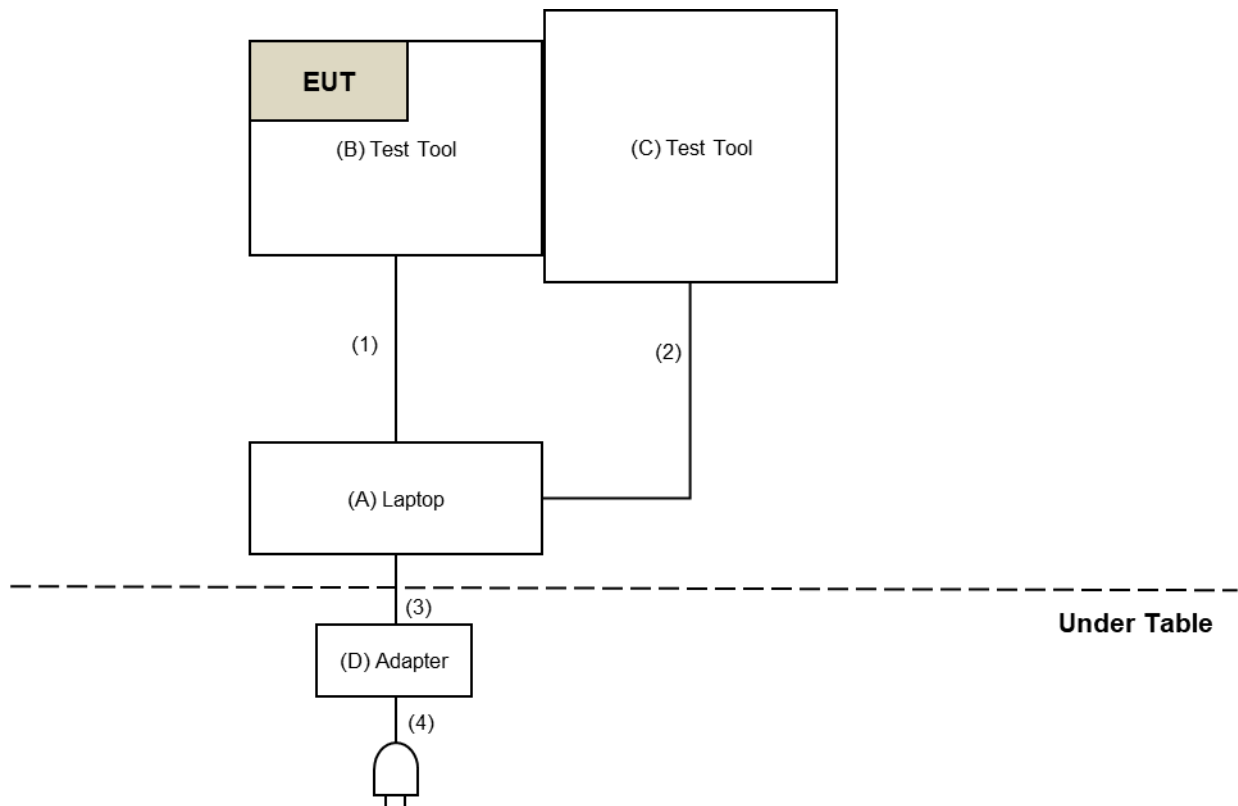 EUT
(B) Test Tool
(C) Test Tool
(1)
(2)
(A) Laptop
(3)
Under Table
(D) Adapter
(4)